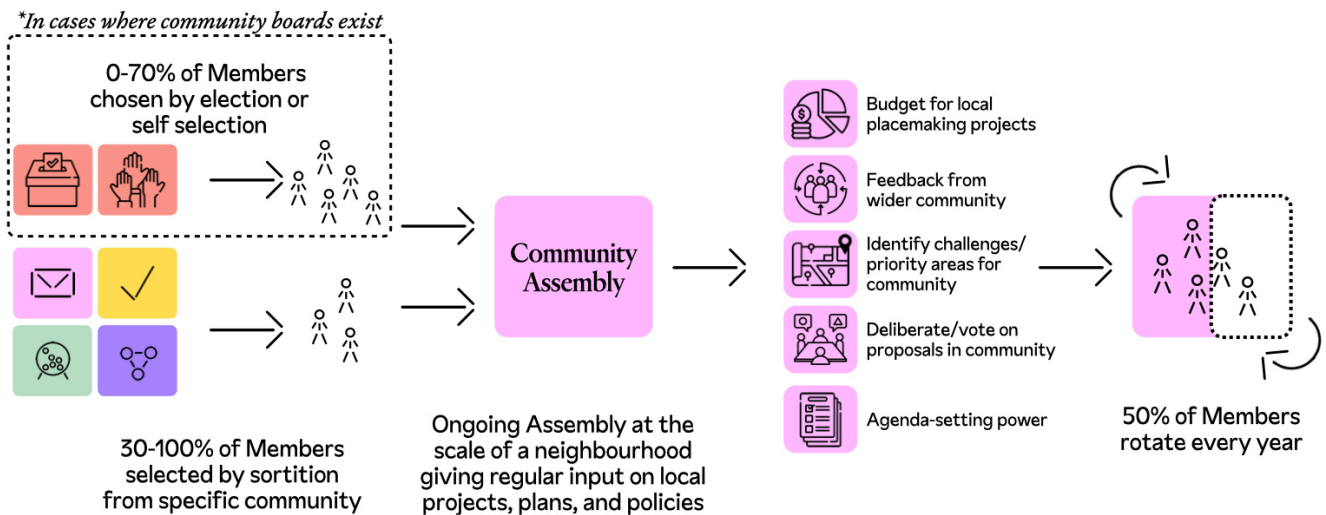 *In cases where community boards exist
0-70% of Members
chosen by election or
self selection
30-100% of Members
selected by sortition
from specific community
Community
Assembly
Ongoing Assembly at the
scale of a neighbourhood
giving regular input on local
projects, plans, and policies
Budget for local
placemaking projects
Feedback from
wider community
Identify challenges/
priority areas for
community
Deliberate/vote on
proposals in community
Agenda-setting power
50% of Members
rotate every year